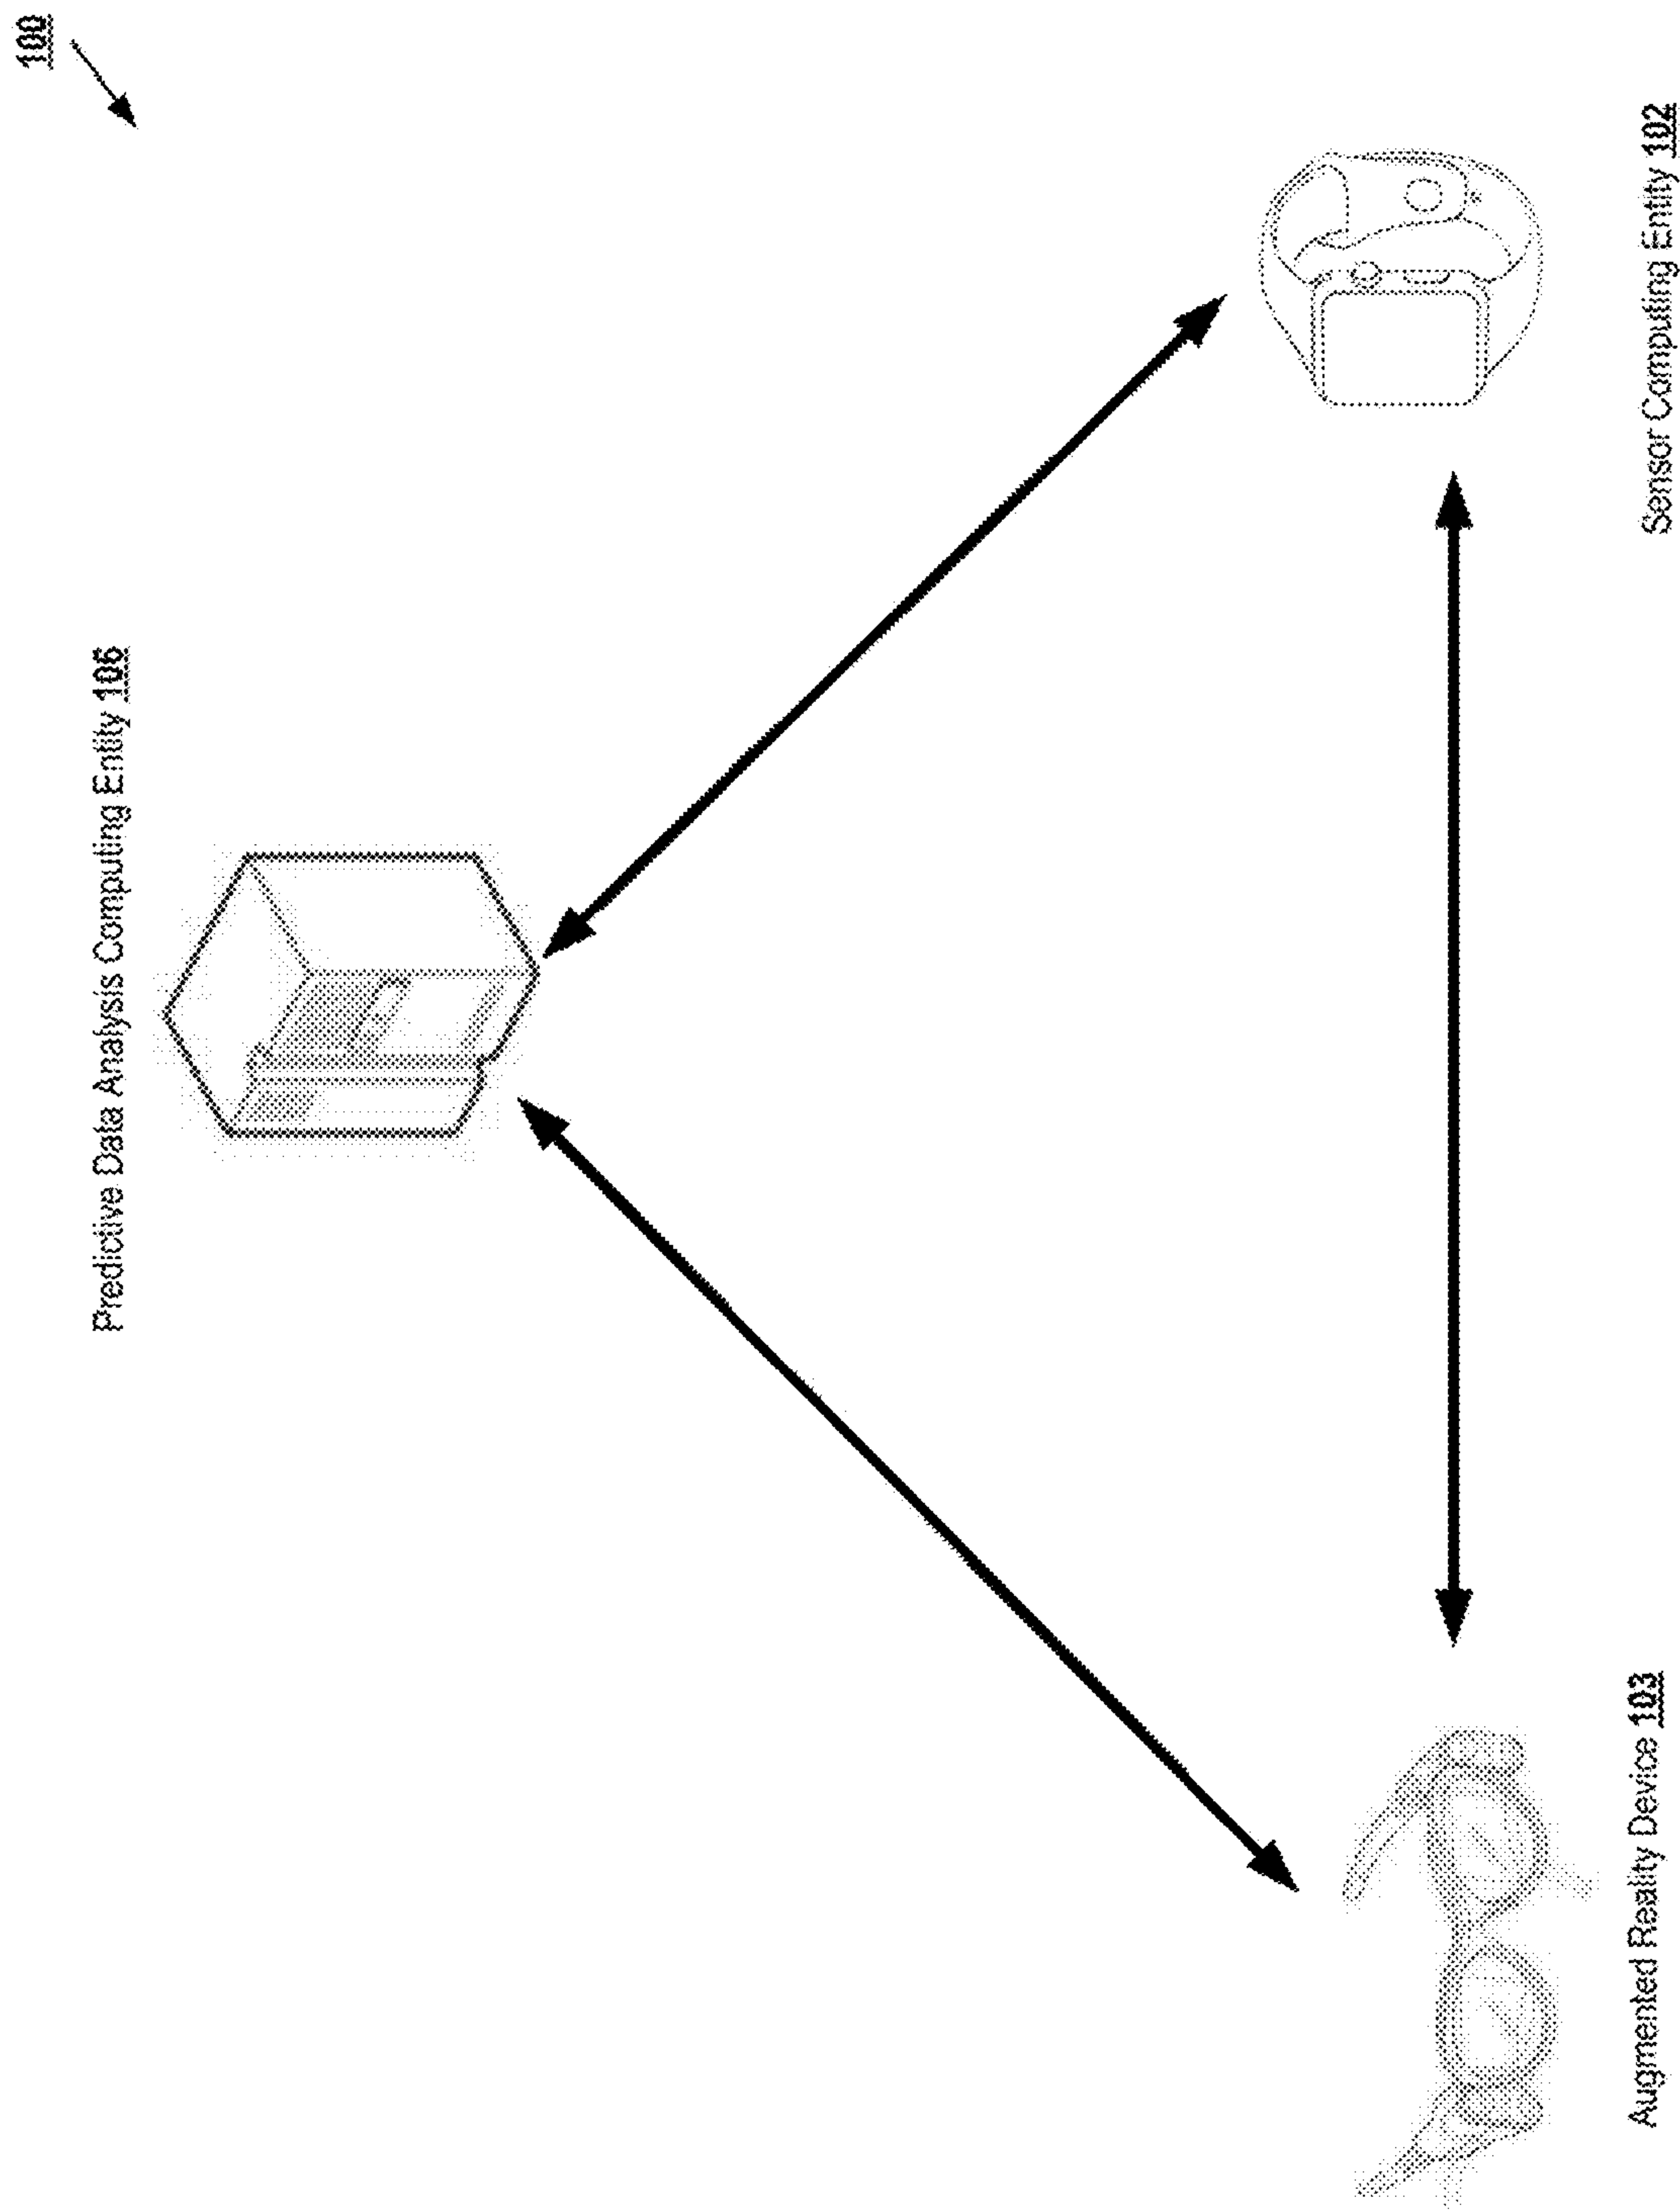 100
Predictive Data Analysis Computing Entity 106
Augmented Reality Device 103
Sensor Computing Entity 102